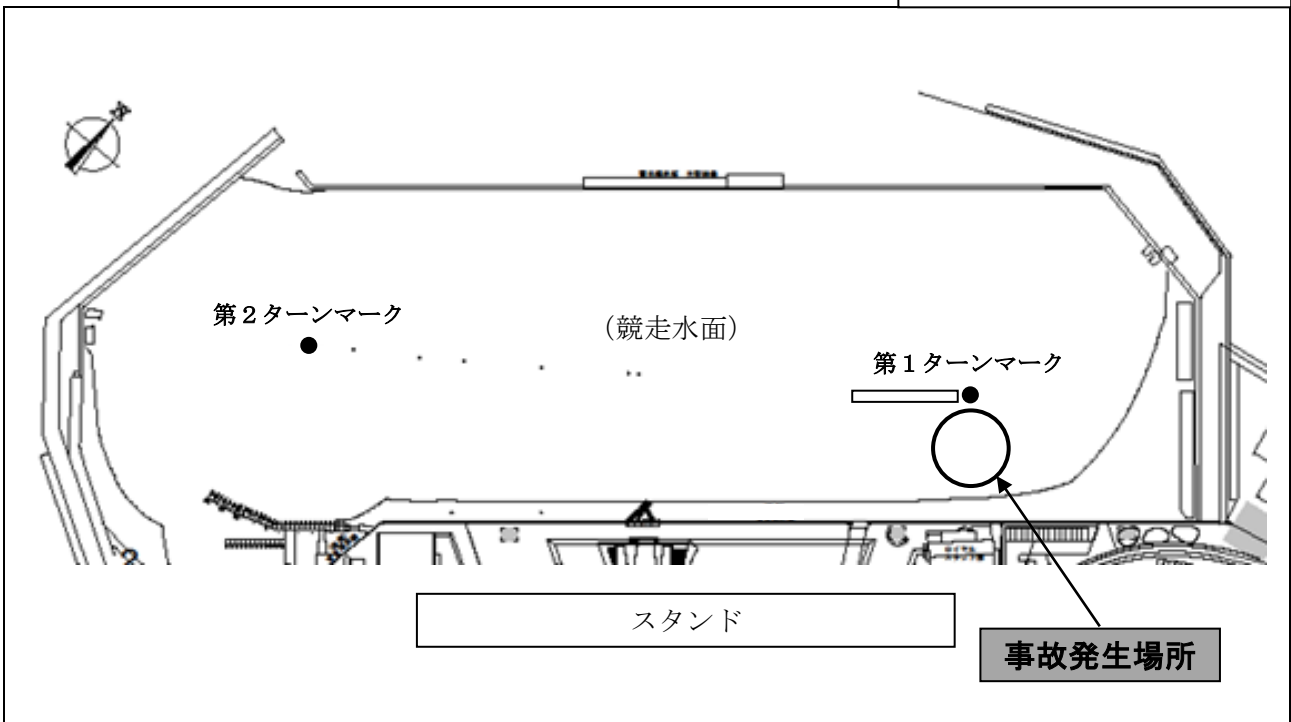 第２ターンマーク
（競走水面）
第１ターンマーク
スタンド
事故発生場所